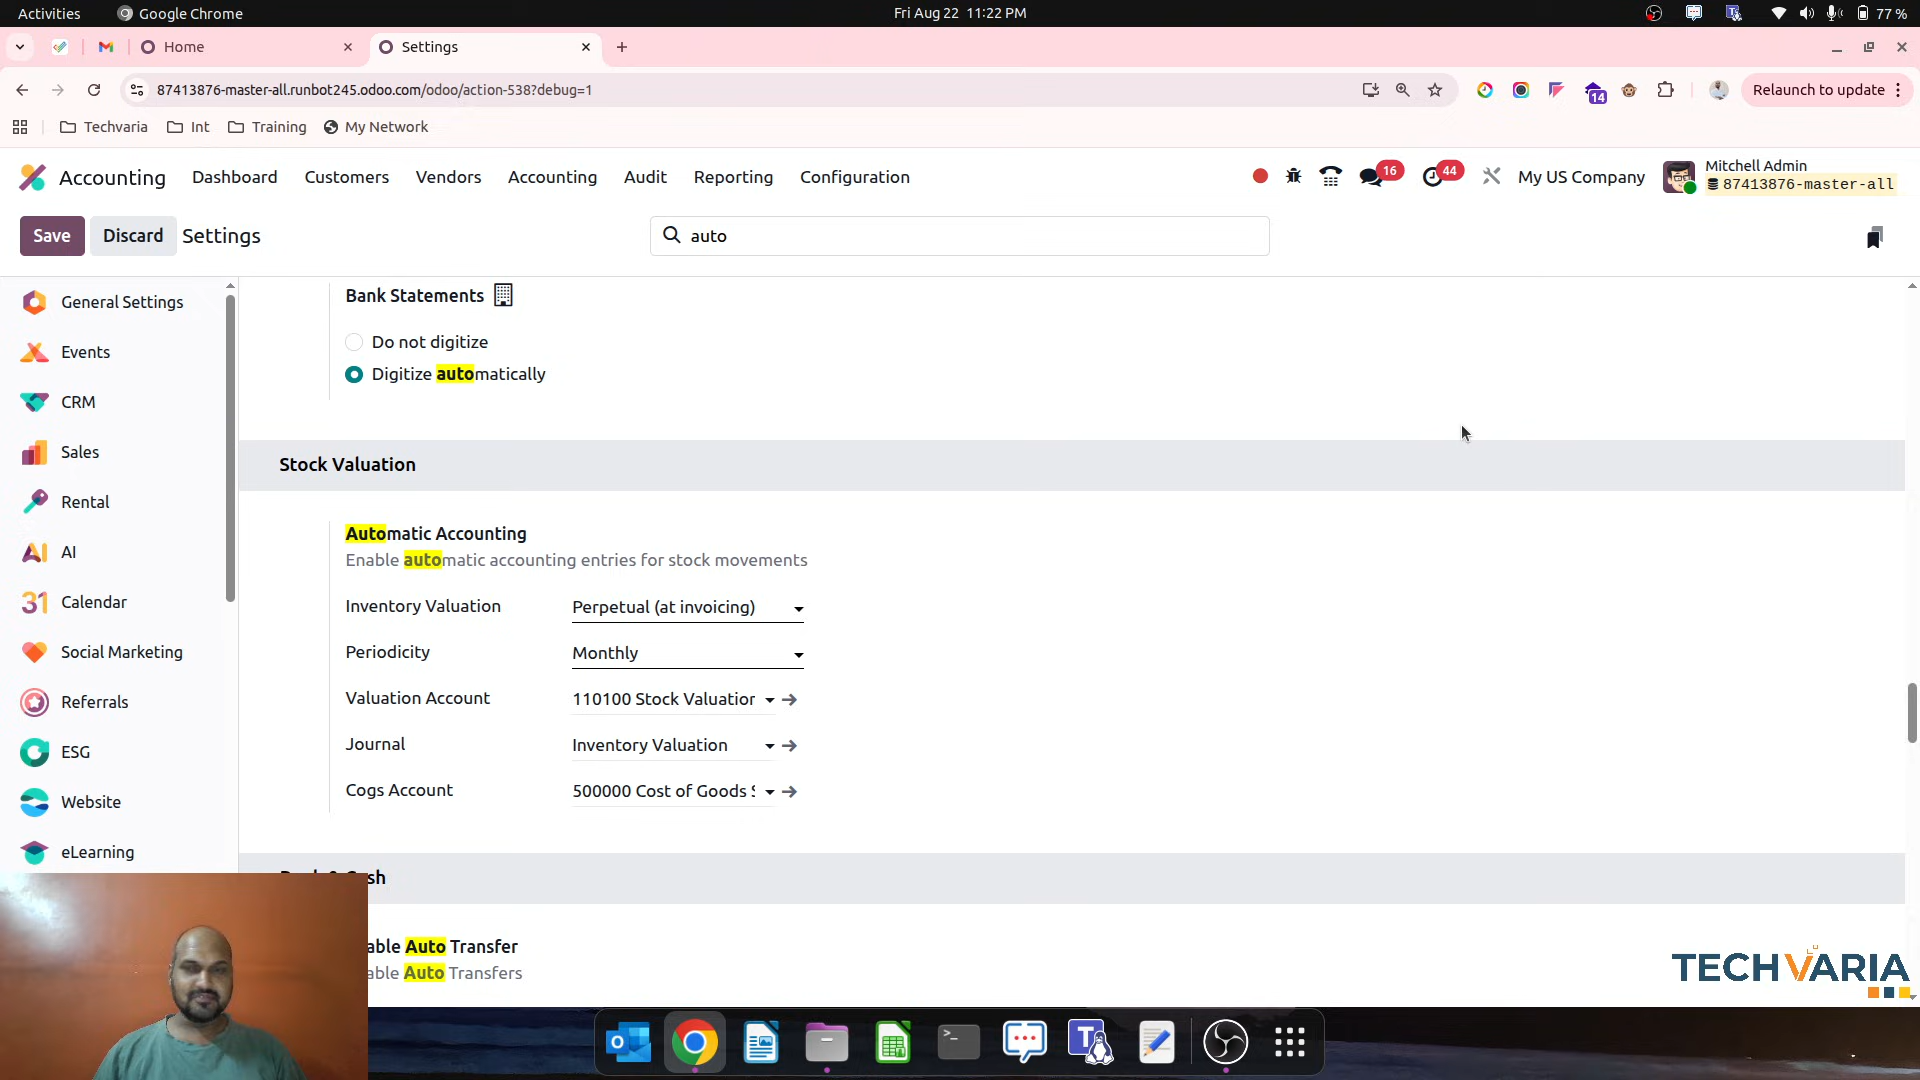 Activities
Google Chrome
Fri Aug 22 11:22 PM
77 %
Home
Settings
87413876-master-all.runbot245.odoo.com/odoo/action-538?debug=1
14
Relaunch to update
Techvaria
Int
Training
My Network
Accounting
Dashboard
Customers
Vendors
Accounting
Audit
Reporting
Configuration
16
44
My US Company
Mitchell Admin
87413876-master-all
Save
Discard
Settings
auto
General Settings
Events
CRM
Sales
Rental
AI
31 Calendar
Social Marketing
Referrals
ESG
Website
eLearning
Bank Statements
Do not digitize
Digitize automatically
Stock Valuation
Automatic Accounting
Enable automatic accounting entries for stock movements
Inventory Valuation
Perpetual (at invoicing)
Periodicity
Monthly
Valuation Account
110100 Stock Valuation
Journal
Inventory Valuation
Cogs Account
500000 Cost of Goods S
able Auto Transfer
able Auto Transfers
TECHVARIA